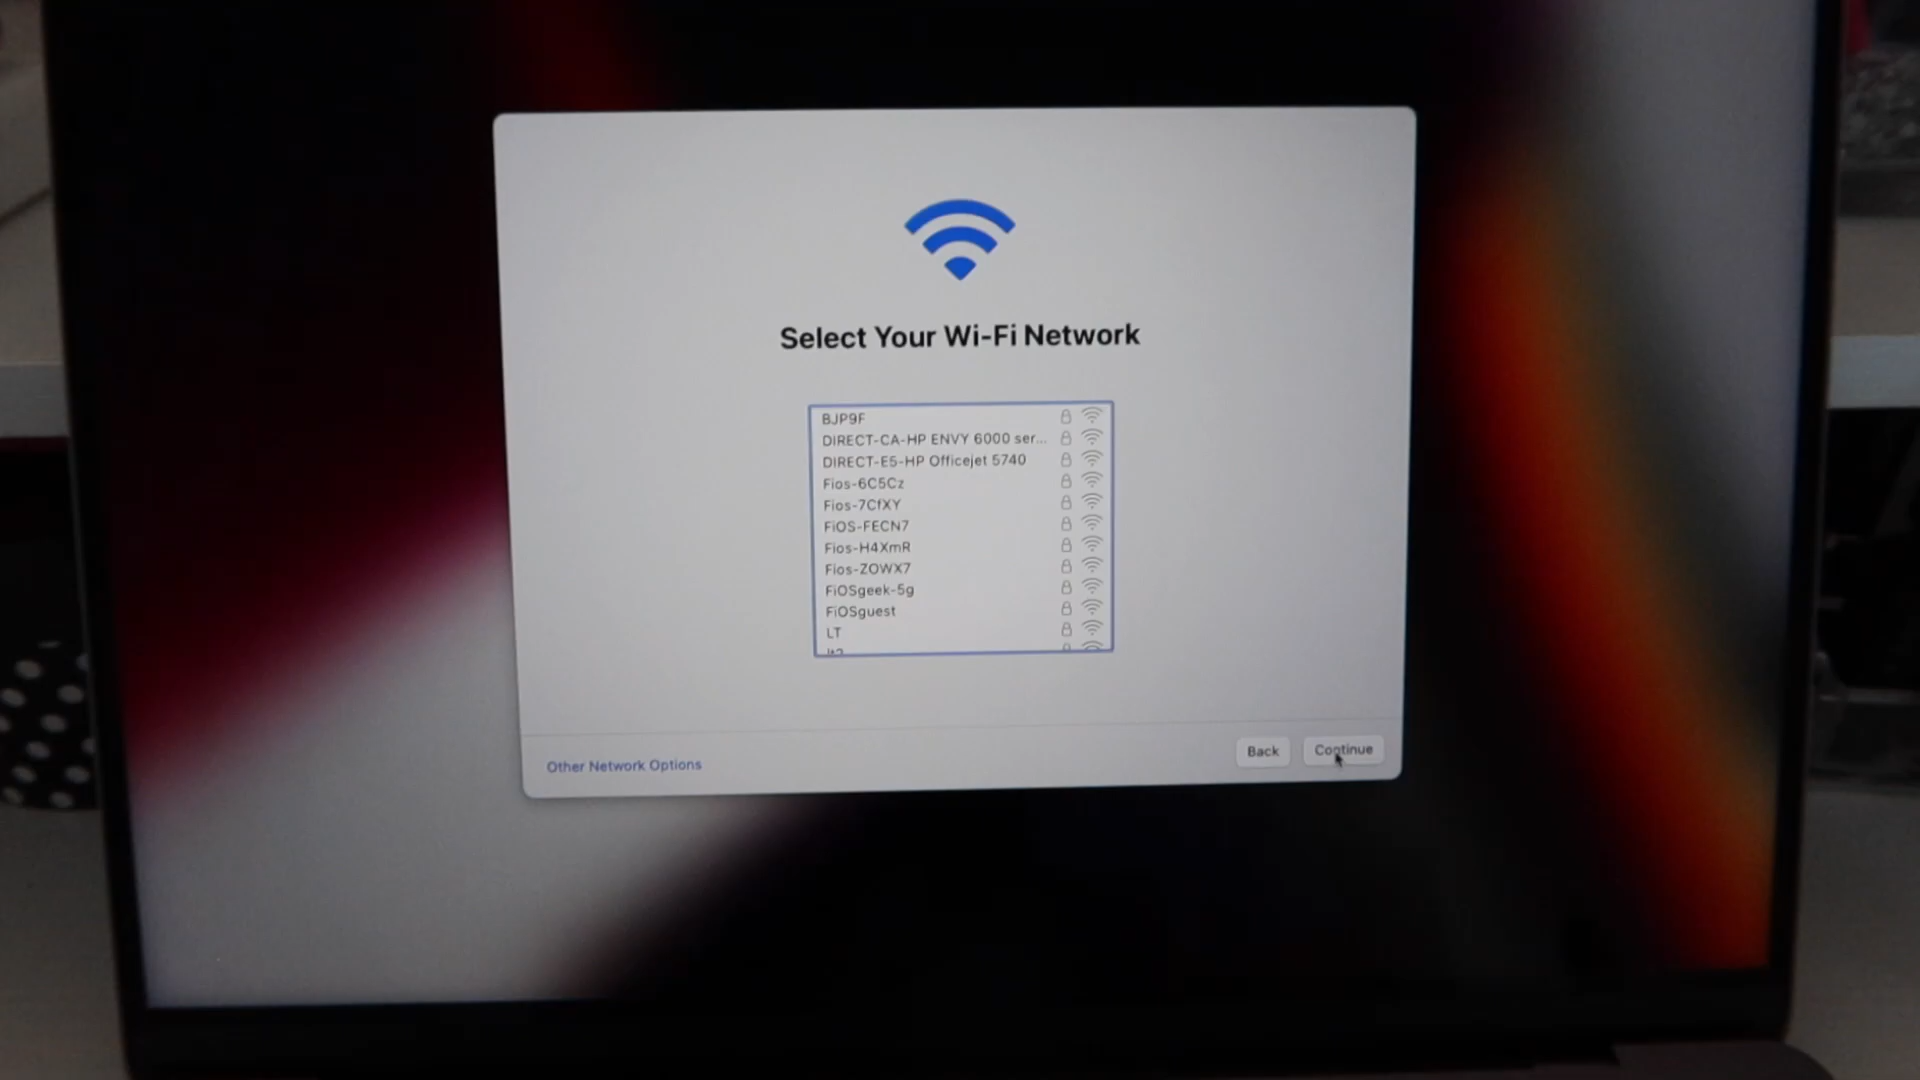 Select Your Wi-Fi Network
BJP9F
DIRECT-CA-HP ENVY 6000 ser...
DIRECT-E5-HP Officejet 5740
Fios-6C5Cz
Fios-7CfXY
FiOS-FECN7
Fios-H4XmR
Fios-ZOWX7
FiOSgeek-5g
FiOSguest
LT
Other Network Options
Back
Continue